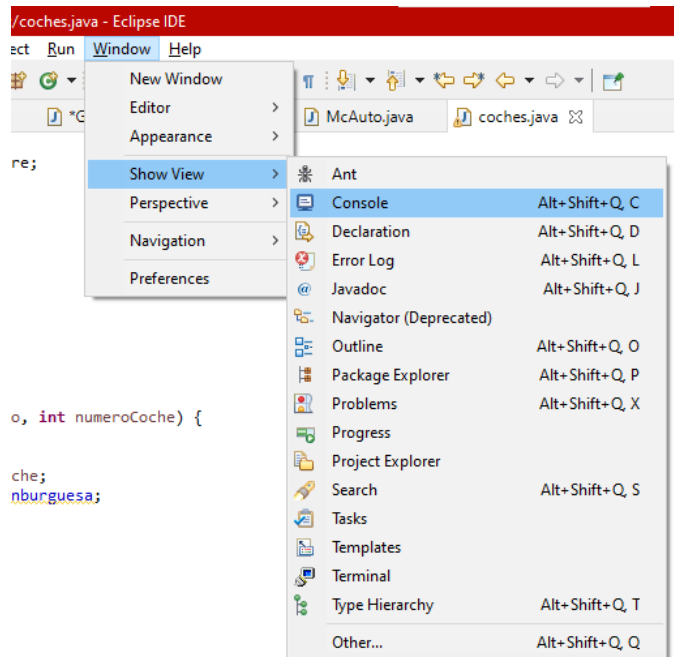 /coches.java - Eclipse IDE
ect Run Window Help
*G
McAuto.java
coches.java
New Window
Editor
Appearance
Show View
Perspective
Navigation
Preferences
Ant
Console Alt+Shift+Q, C
Declaration Alt+Shift+Q, D
Error Log Alt+Shift+Q, L
Javadoc Alt+Shift+Q, J
Navigator (Deprecated)
Outline Alt+Shift+Q, O
Package Explorer Alt+Shift+Q, P
Problems Alt+Shift+Q, X
Progress
Project Explorer
Search Alt+Shift+Q, S
Tasks
Templates
Terminal
Type Hierarchy Alt+Shift+Q, T
Other... Alt+Shift+Q, Q
re;
o, int numeroCoche) {
che;
nburguesa;